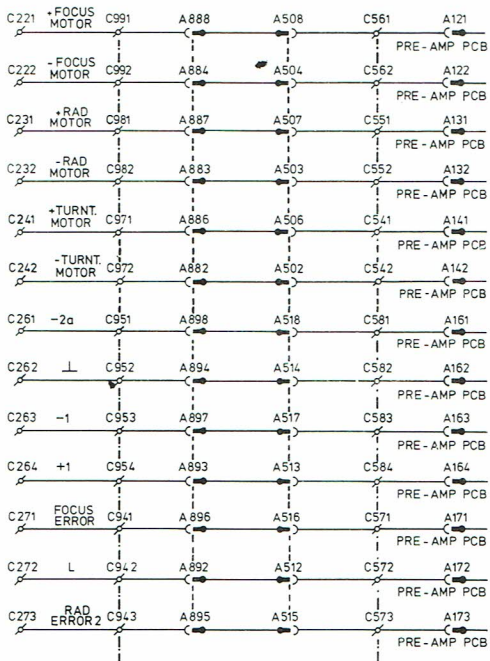 C221 +FOCUS MOTOR C991 A888 A508 C561 A121
PRE-AMP PCB
C222 -FOCUS MOTOR C992 A884 A504 C562 A122
PRE-AMP PCB
C231 +RAD MOTOR C981 A887 A507 C551 A131
PRE-AMP PCB
C232 -RAD MOTOR C982 A883 A503 C552 A132
PRE-AMP PCB
C241 +TURNT. MOTOR C971 A886 A506 C541 A141
PRE-AMP PCB
C242 -TURNT. MOTOR C972 A882 A502 C542 A142
PRE-AMP PCB
C261 -2a C951 A898 A518 C581 A161
PRE-AMP PCB
C262 ⊥ C952 A894 A514 C582 A162
PRE-AMP PCB
C263 -1 C953 A897 A517 C583 A163
PRE-AMP PCB
C264 +1 C954 A893 A513 C584 A164
PRE-AMP PCB
C271 FOCUS ERROR C941 A896 A516 C571 A171
PRE-AMP PCB
C272 L C942 A892 A512 C572 A172
PRE-AMP PCB
C273 RAD ERROR2 C943 A895 A515 C573 A173
PRE-AMP PCB